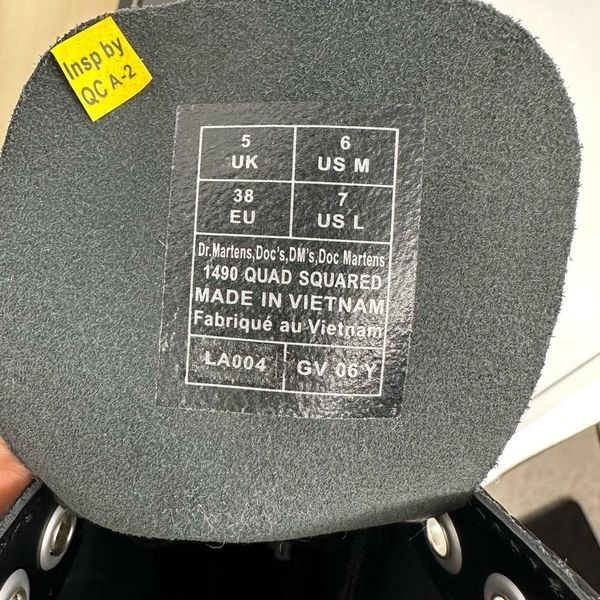 Insp by
QC A-2
5
UK
6
US M
38
EU
7
US L
Dr.Martens,Doc's,DM's,Doc Martens
1490 QUAD SQUARED
MADE IN VIETNAM
Fabriqué au Vietnam
LA004
GV 06 Y